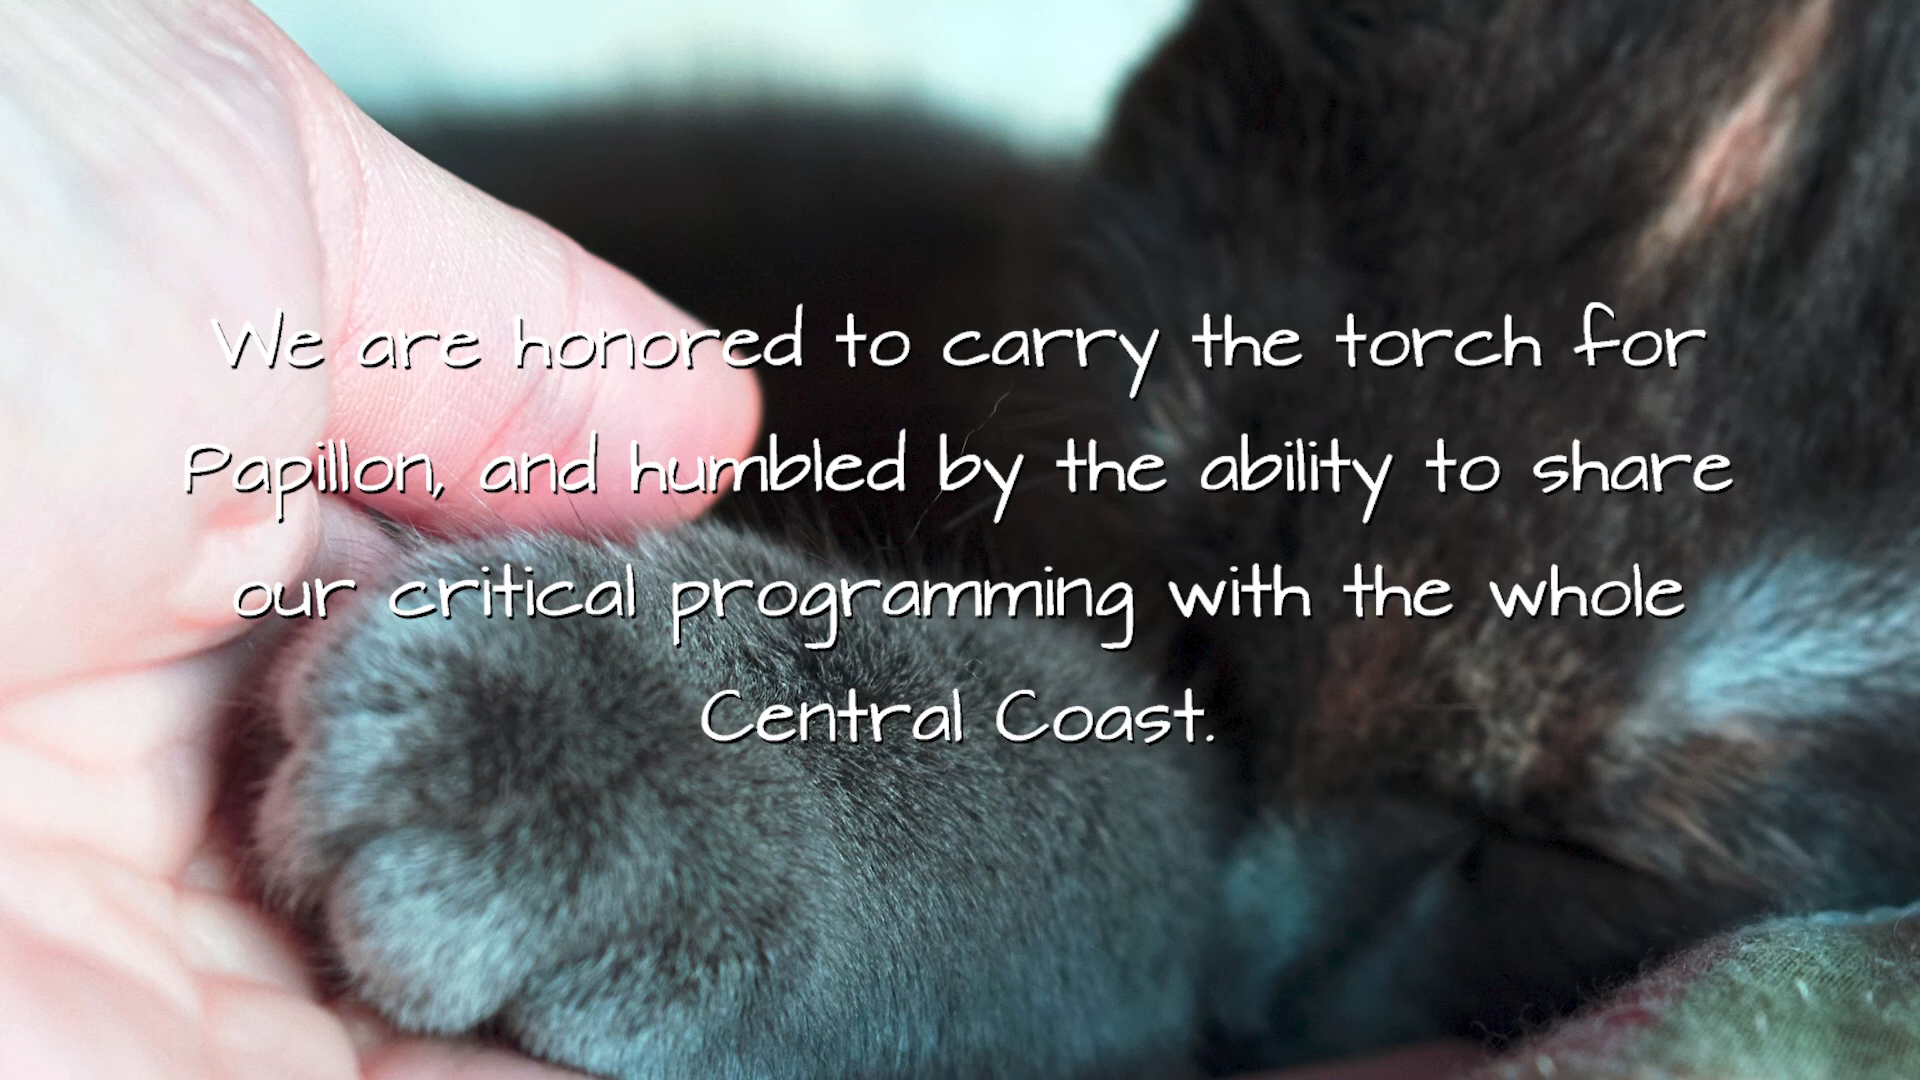 We are honored to carry the torch for
Papillon, and humbled by the ability to share
our critical programming with the whole
Central Coast.